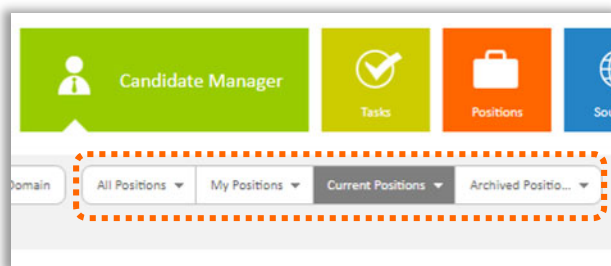 Candidate Manager
Tasks
Positions
Sou
Domain
All Positions
My Positions
Current Positions
Archived Positio...